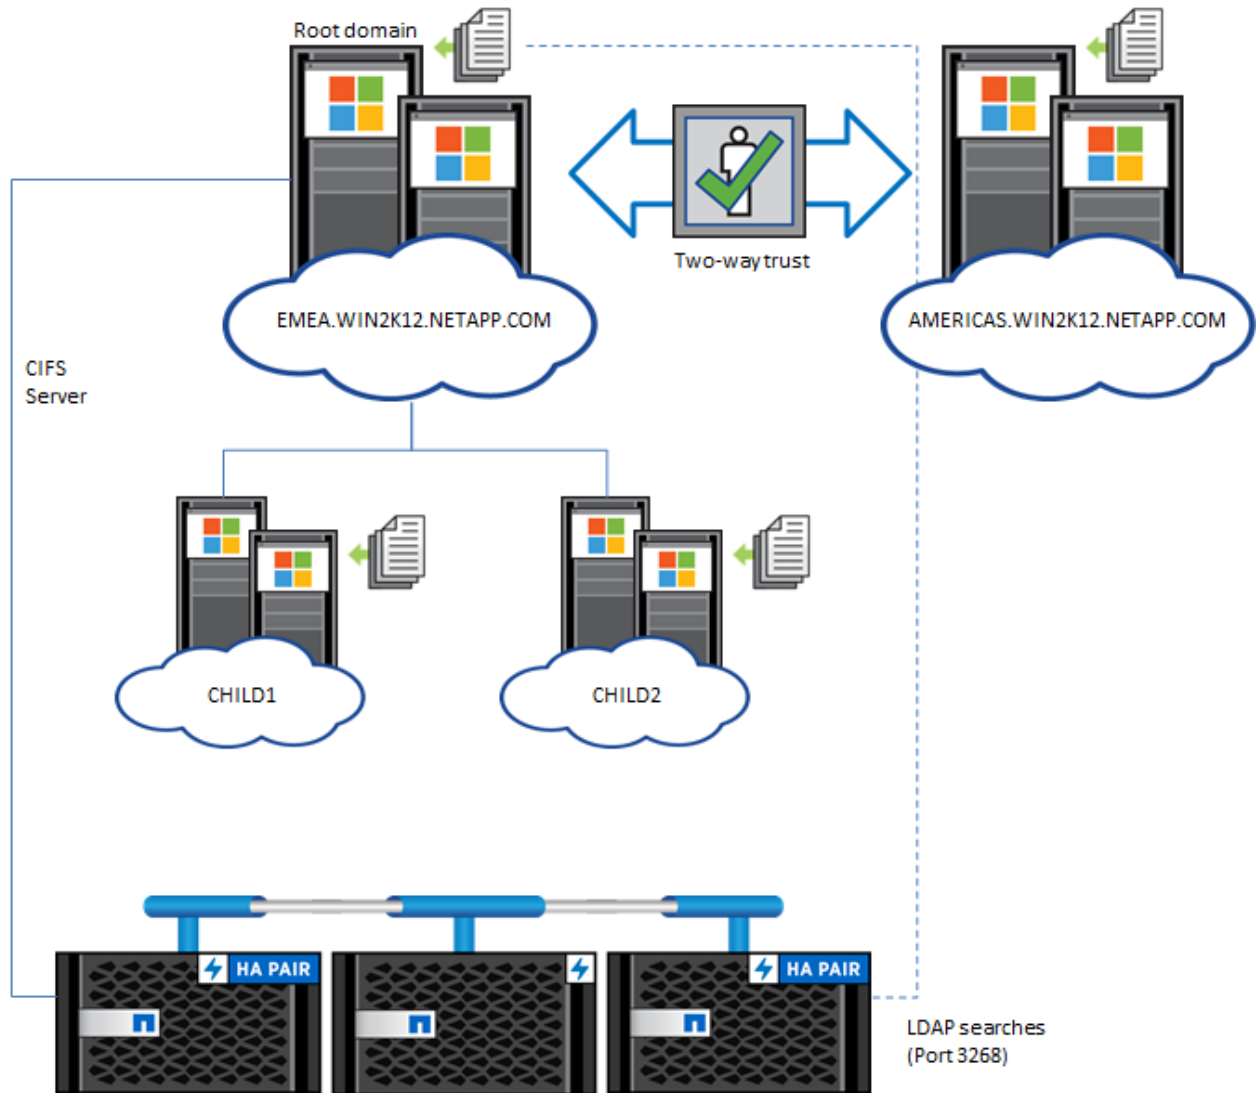 Root domain
Two-way trust
EMEA.WIN2K12.NETAPP.COM
AMERICAS.WIN2K12.NETAPP.COM
CIFS
Server
CHILD1
CHILD2
HA PAIR
HA PAIR
LDAP searches
(Port 3268)